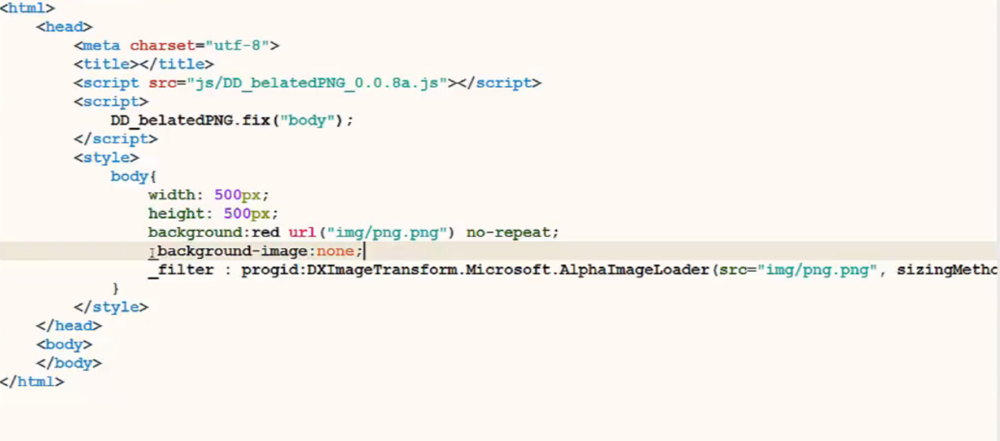 <html>
<head>
<meta charset="utf-8">
<title></title>
<script src="js/DD_belatedPNG_0.0.8a.js"></script>
<script>
DD_belatedPNG.fix("body");
</script>
<style>
body{
width: 500px;
height: 500px;
background:red url("img/png.png") no-repeat;
_background-image:none;
_filter : progid:DXImageTransform.Microsoft.AlphaImageLoader(src="img/png.png", sizingMetho
}
</style>
</head>
<body>
</body>
</html>